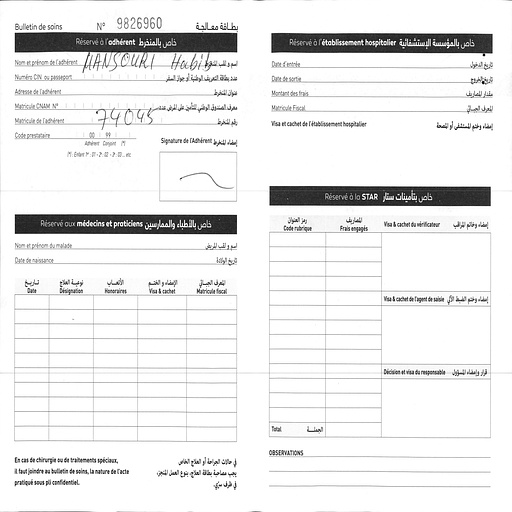 Bulletin de soins N° 9826960 بطاقة معالجة
Réservé à l'adhérent خاص بالمنخرط
Nom et prénom de l'adhérent MANSOURI Habib اسم و لقب المنخرط
Numéro CIN ou passeport عدد بطاقة التعريف الوطنية أو جواز السفر
Adresse de l'adhérent عنوان المنخرط
Matricule CNAM N° معرف الصندوق الوطني للتأمين على المرض عدد
Matricule de l'adhérent 74045 رقم المنخرط
Code prestataire 00 99
Adhérent Conjoint (*)
(*) : Enfant 1er : 01 - 2e : 02 - 3e : 03 ... etc
Signature de l'Adhérent إمضاء المنخرط
Réservé aux médecins et praticiens خاص بالأطباء والممارسين
Nom et prénom du malade اسم و لقب المريض
Date de naissance تاريخ الولادة
تاريخ نوعية العلاج الأتعاب الإمضاء و الختم المعرف الجبائي
Date Désignation Honoraires Visa & cachet Matricule fiscal
En cas de chirurgie ou de traitements spéciaux,
il faut joindre au bulletin de soins, la nature de l'acte
pratiqué sous pli confidentiel.
في حالات الجراحة أو العلاج الخاص
يجب مصاحبة بطاقة العلاج، بنوع العمل المنجز،
في ظرف سري.
Réservé à l'établissement hospitalier خاص بالمؤسسة الإستشفائية
Date d'entrée تاريخ الدخول
Date de sortie تاريخ الخروج
Montant des frais مقدار المصاريف
Matricule Fiscal المعرف الجبائي
Visa et cachet de l'établissement hospitalier إمضاء وختم المستشفى أو المصحة
Réservé à la STAR خاص بتأمينات ستار
رمز العنوان المصاريف
Code rubrique Frais engagés
Visa & cachet du vérificateur إمضاء وخاتم المراقب
Visa & cachet de l'agent de saisie إمضاء وختم الضبط الآلي
Décision et visa du responsable قرار وإمضاء المسؤول
Total الجملة
OBSERVATIONS